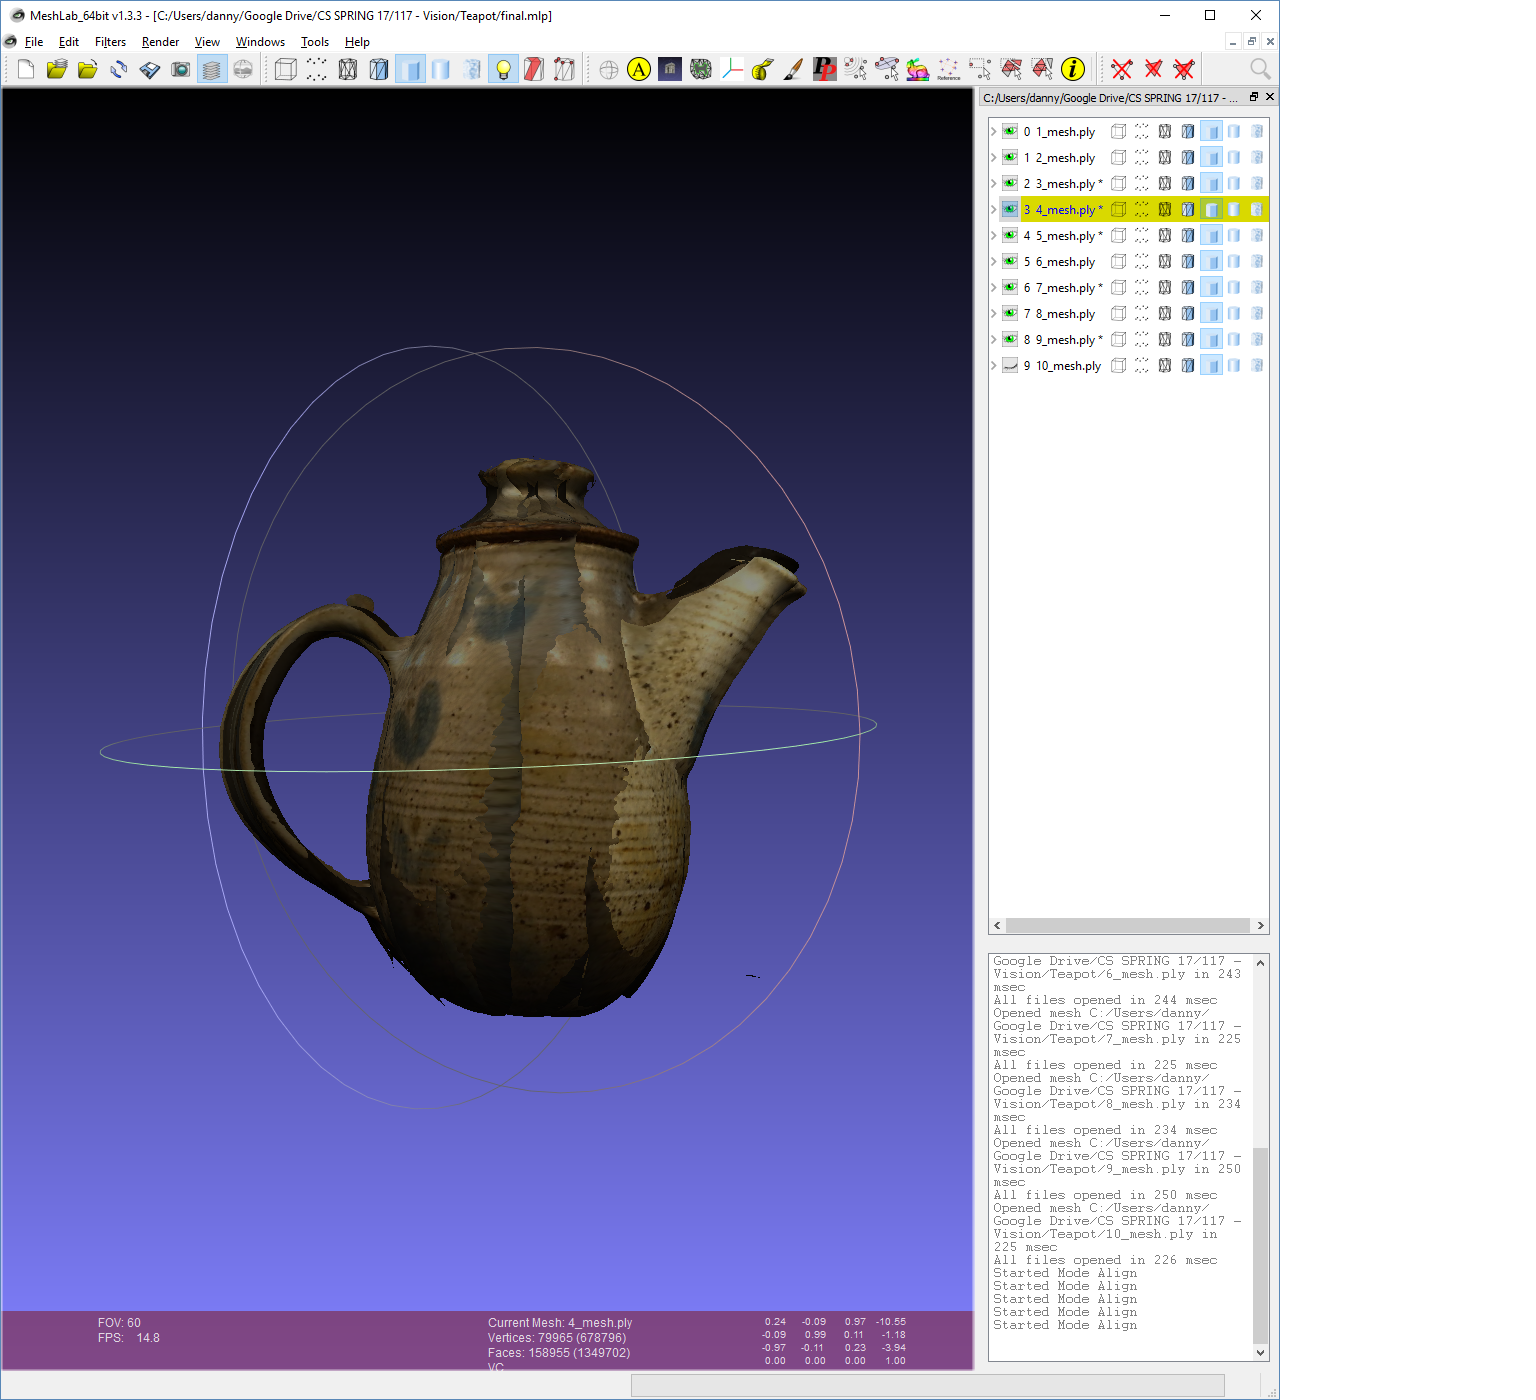 MeshLab_64bit v1.3.3 - [C:/Users/danny/Google Drive/CS SPRING 17/117 - Vision/Teapot/final.mlp]
File Edit Filters Render View Windows Tools Help
A
PP
Reference
i
C:/Users/danny/Google Drive/CS SPRING 17/117 - ...
0 1_mesh.ply
1 2_mesh.ply
2 3_mesh.ply *
3 4_mesh.ply *
4 5_mesh.ply *
5 6_mesh.ply
6 7_mesh.ply *
7 8_mesh.ply
8 9_mesh.ply *
9 10_mesh.ply
Google Drive/CS SPRING 17/117 -
Vision/Teapot/6_mesh.ply in 243
msec
All files opened in 244 msec
Opened mesh C:/Users/danny/
Google Drive/CS SPRING 17/117 -
Vision/Teapot/7_mesh.ply in 225
msec
All files opened in 225 msec
Opened mesh C:/Users/danny/
Google Drive/CS SPRING 17/117 -
Vision/Teapot/8_mesh.ply in 234
msec
All files opened in 234 msec
Opened mesh C:/Users/danny/
Google Drive/CS SPRING 17/117 -
Vision/Teapot/9_mesh.ply in 250
msec
All files opened in 250 msec
Opened mesh C:/Users/danny/
Google Drive/CS SPRING 17/117 -
Vision/Teapot/10_mesh.ply in
225 msec
All files opened in 226 msec
Started Mode Align
Started Mode Align
Started Mode Align
Started Mode Align
Started Mode Align
FOV: 60
FPS: 14.8
Current Mesh: 4_mesh.ply
Vertices: 79965 (678796)
Faces: 158955 (1349702)
VC
0.24 -0.09 0.97 -10.55
-0.09 0.99 0.11 -1.18
-0.97 -0.11 0.23 -3.94
0.00 0.00 0.00 1.00